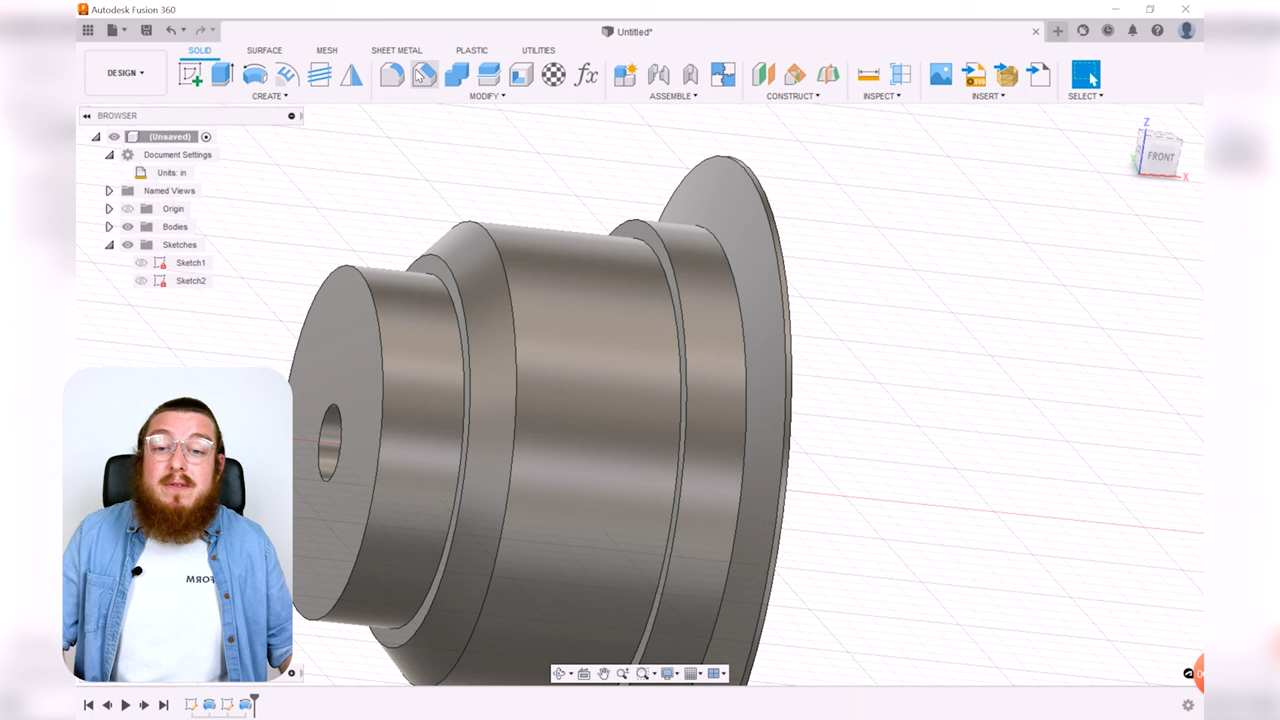 Autodesk Fusion 360
Untitled*
DESIGN
SOLID SURFACE MESH SHEET METAL PLASTIC UTILITIES
CREATE MODIFY ASSEMBLE CONSTRUCT INSPECT INSERT SELECT
BROWSER
(Unsaved)
Document Settings
Units: in
Named Views
Origin
Bodies
Sketches
Sketch1
Sketch2
Z
FRONT
X